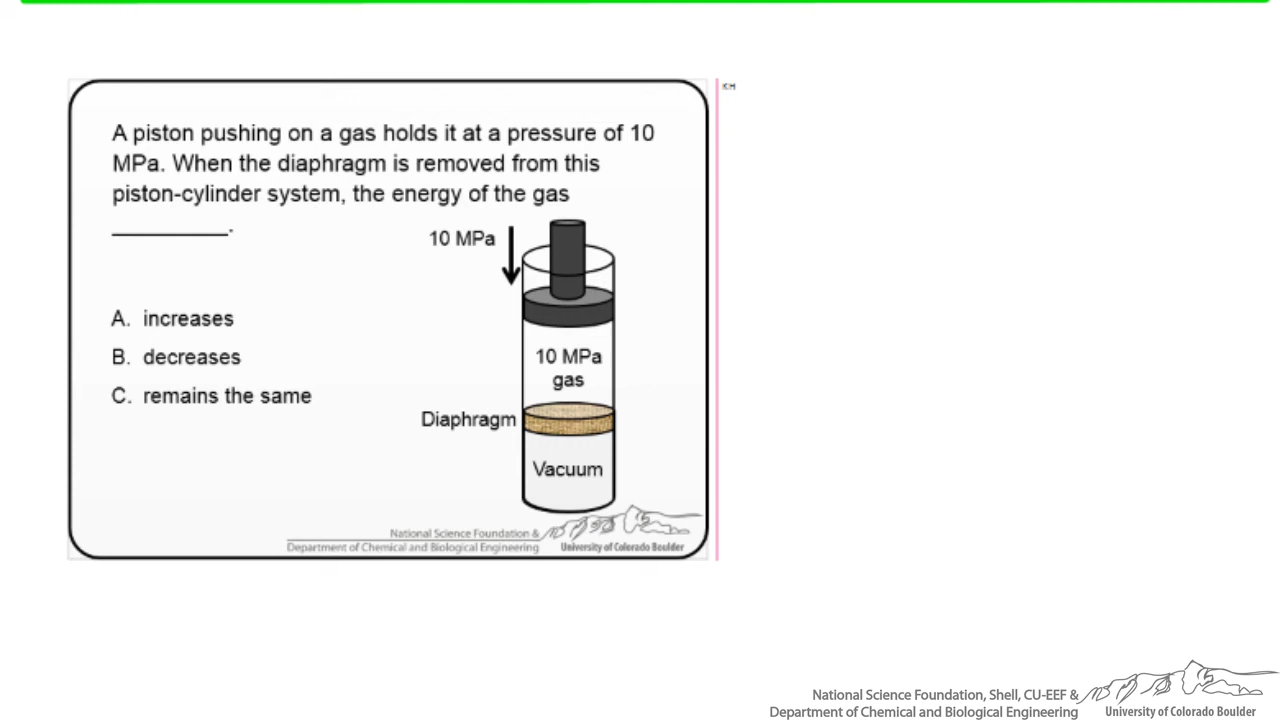 A piston pushing on a gas holds it at a pressure of 10
MPa. When the diaphragm is removed from this
piston-cylinder system, the energy of the gas
__________.
10 MPa
A. increases
B. decreases
C. remains the same
10 MPa
gas
Diaphragm
Vacuum
National Science Foundation &
Department of Chemical and Biological Engineering
University of Colorado Boulder
National Science Foundation, Shell, CU-EEF &
Department of Chemical and Biological Engineering
University of Colorado Boulder